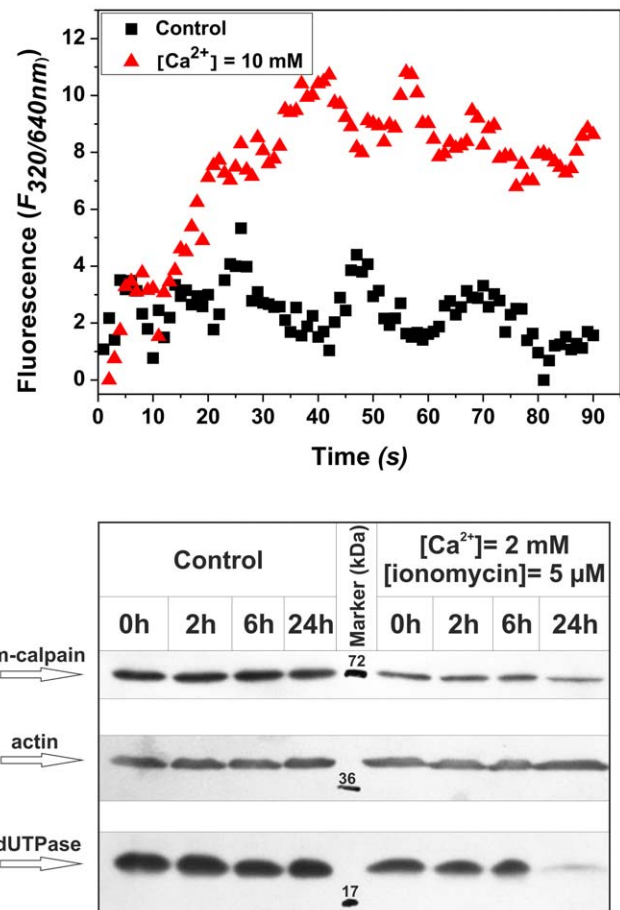 Control
[Ca²⁺] = 10 mM
Fluorescence (F320/640nm)
12
10
8
6
4
2
0
0 10 20 30 40 50 60 70 80 90
Time (s)
Control
Marker (kDa)
[Ca²⁺]= 2 mM
[ionomycin]= 5 µM
0h 2h 6h 24h 0h 2h 6h 24h
m-calpain
72
actin
36
dUTPase
17